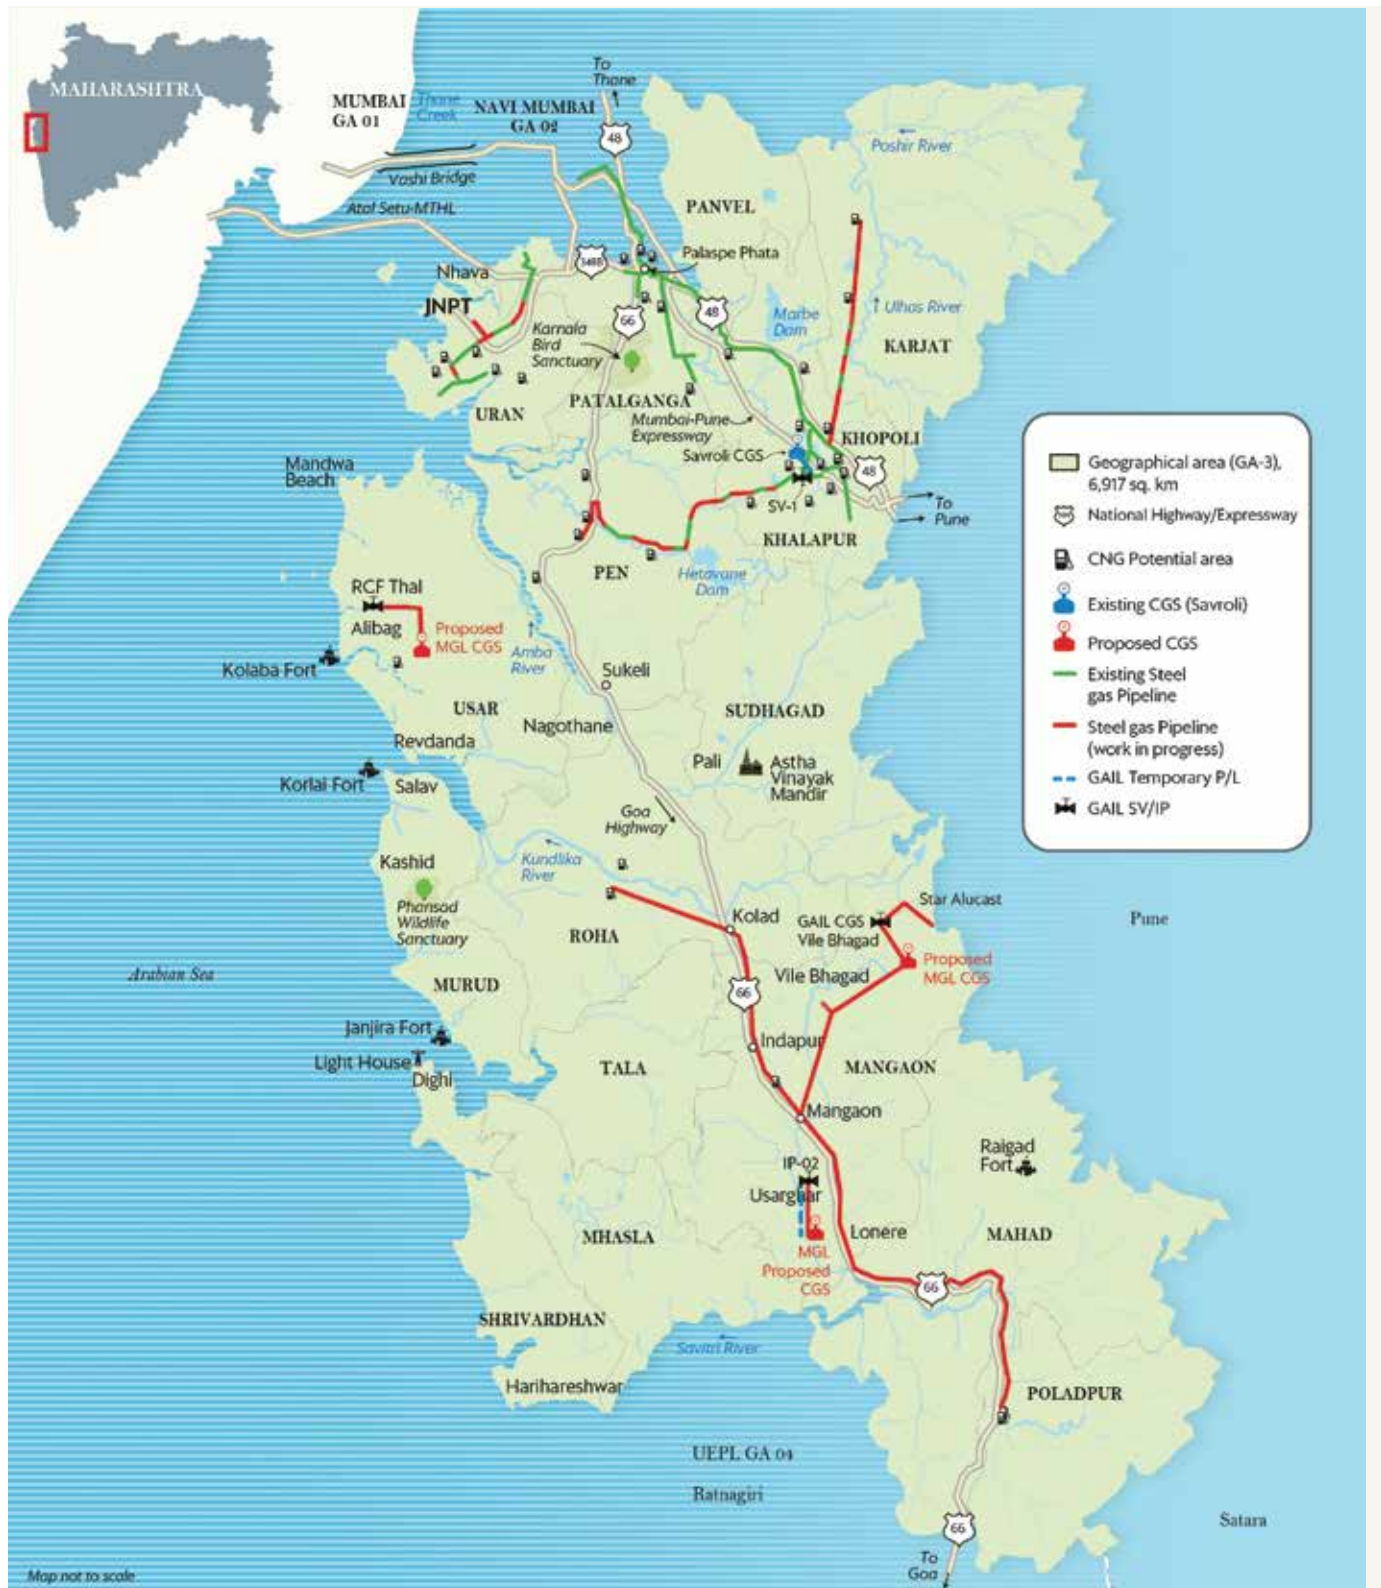 MAHARASHTRA
MUMBAI
GA 01
Thane
Creek
NAVI MUMBAI
GA 02
To
Thane
48
Vashi Bridge
Atal Setu-MTHL
Poshir River
PANVEL
Palaspe Phata
348B
Nhava
JNPT
66
48
Karnala
Bird
Sanctuary
Marbe
Dam
Ulhas River
KARJAT
URAN
PATALGANGA
Mumbai-Pune
Expressway
KHOPOLI
Savroli CGS
48
SV-1
To
Pune
KHALAPUR
Mandwa
Beach
PEN
Hetavane
Dam
RCF Thal
Alibag
Proposed
MGL CGS
Kolaba Fort
Amba
River
Sukeli
USAR
Nagothane
SUDHAGAD
Revdanda
Pali
Astha
Vinayak
Mandir
Korlai Fort
Salav
Goa
Highway
Kashid
Kundlika
River
Phansad
Wildlife
Sanctuary
ROHA
Kolad
GAIL CGS
Vile Bhagad
Star Alucast
Pune
Proposed
MGL CGS
Vile Bhagad
Arabian Sea
MURUD
66
Janjira Fort
Light House
Dighi
Indapur
TALA
MANGAON
Mangaon
Raigad
Fort
IP-02
Usarghar
MHASLA
Lonere
MAHAD
MGL
Proposed
CGS
66
SHRIVARDHAN
Savitri River
Harihareshwar
POLADPUR
UEPL GA 04
Ratnagiri
Satara
66
To
Goa
Map not to scale
Geographical area (GA-3),
6,917 sq. km
National Highway/Expressway
CNG Potential area
Existing CGS (Savroli)
Proposed CGS
Existing Steel
gas Pipeline
Steel gas Pipeline
(work in progress)
GAIL Temporary P/L
GAIL SV/IP